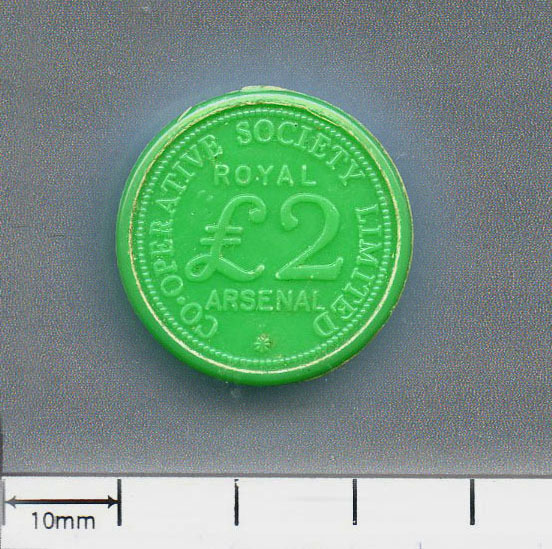 CO·OPERATIVE SOCIETY LIMITED
ROYAL
£2
ARSENAL
10mm